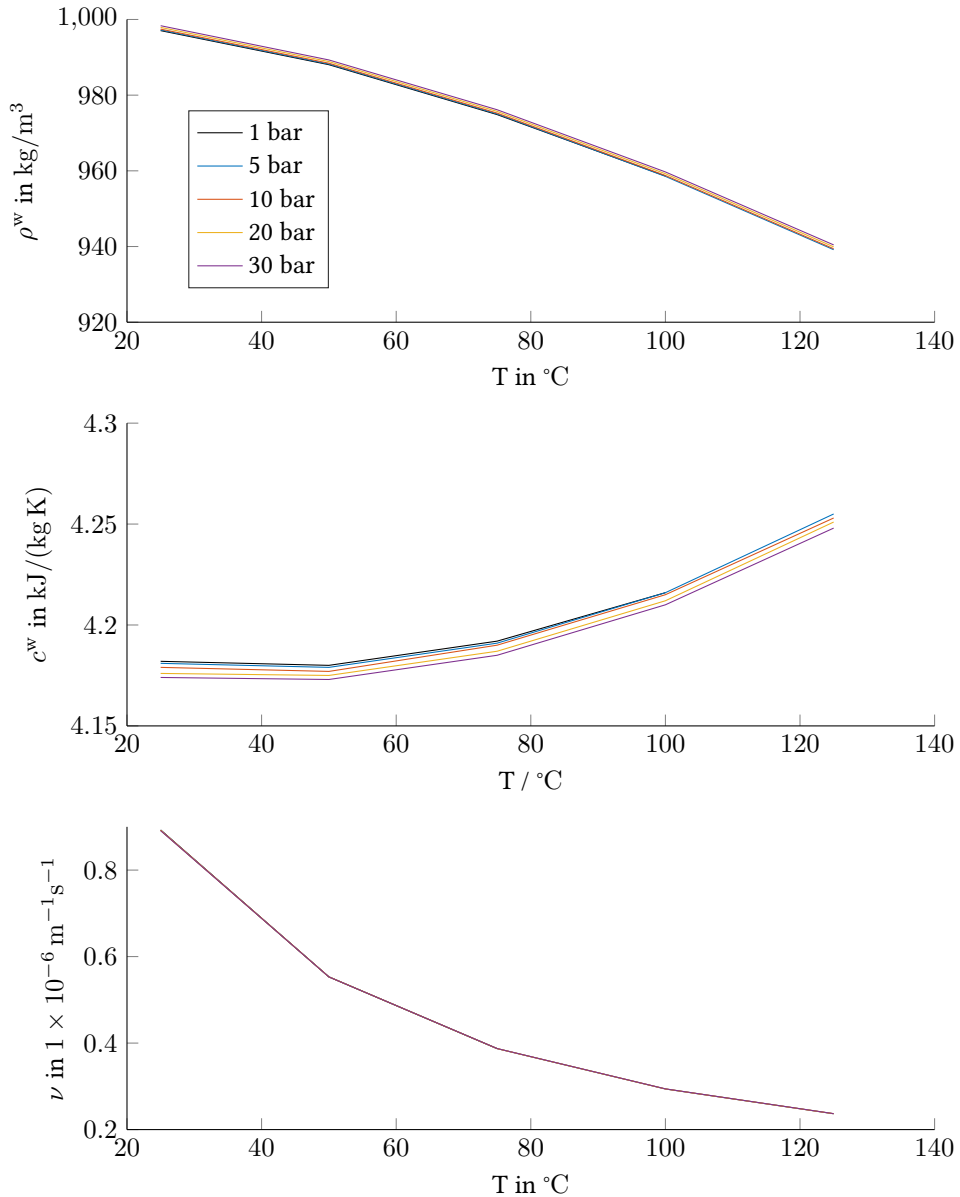 1,000
980
960
940
920
ρʷ in kg/m³
1 bar
5 bar
10 bar
20 bar
30 bar
20 40 60 80 100 120 140
T in °C
4.3
4.25
4.2
4.15
cʷ in kJ/(kg K)
20 40 60 80 100 120 140
T / °C
0.8
0.6
0.4
0.2
ν in 1 × 10⁻⁶ m⁻¹s⁻¹
20 40 60 80 100 120 140
T in °C